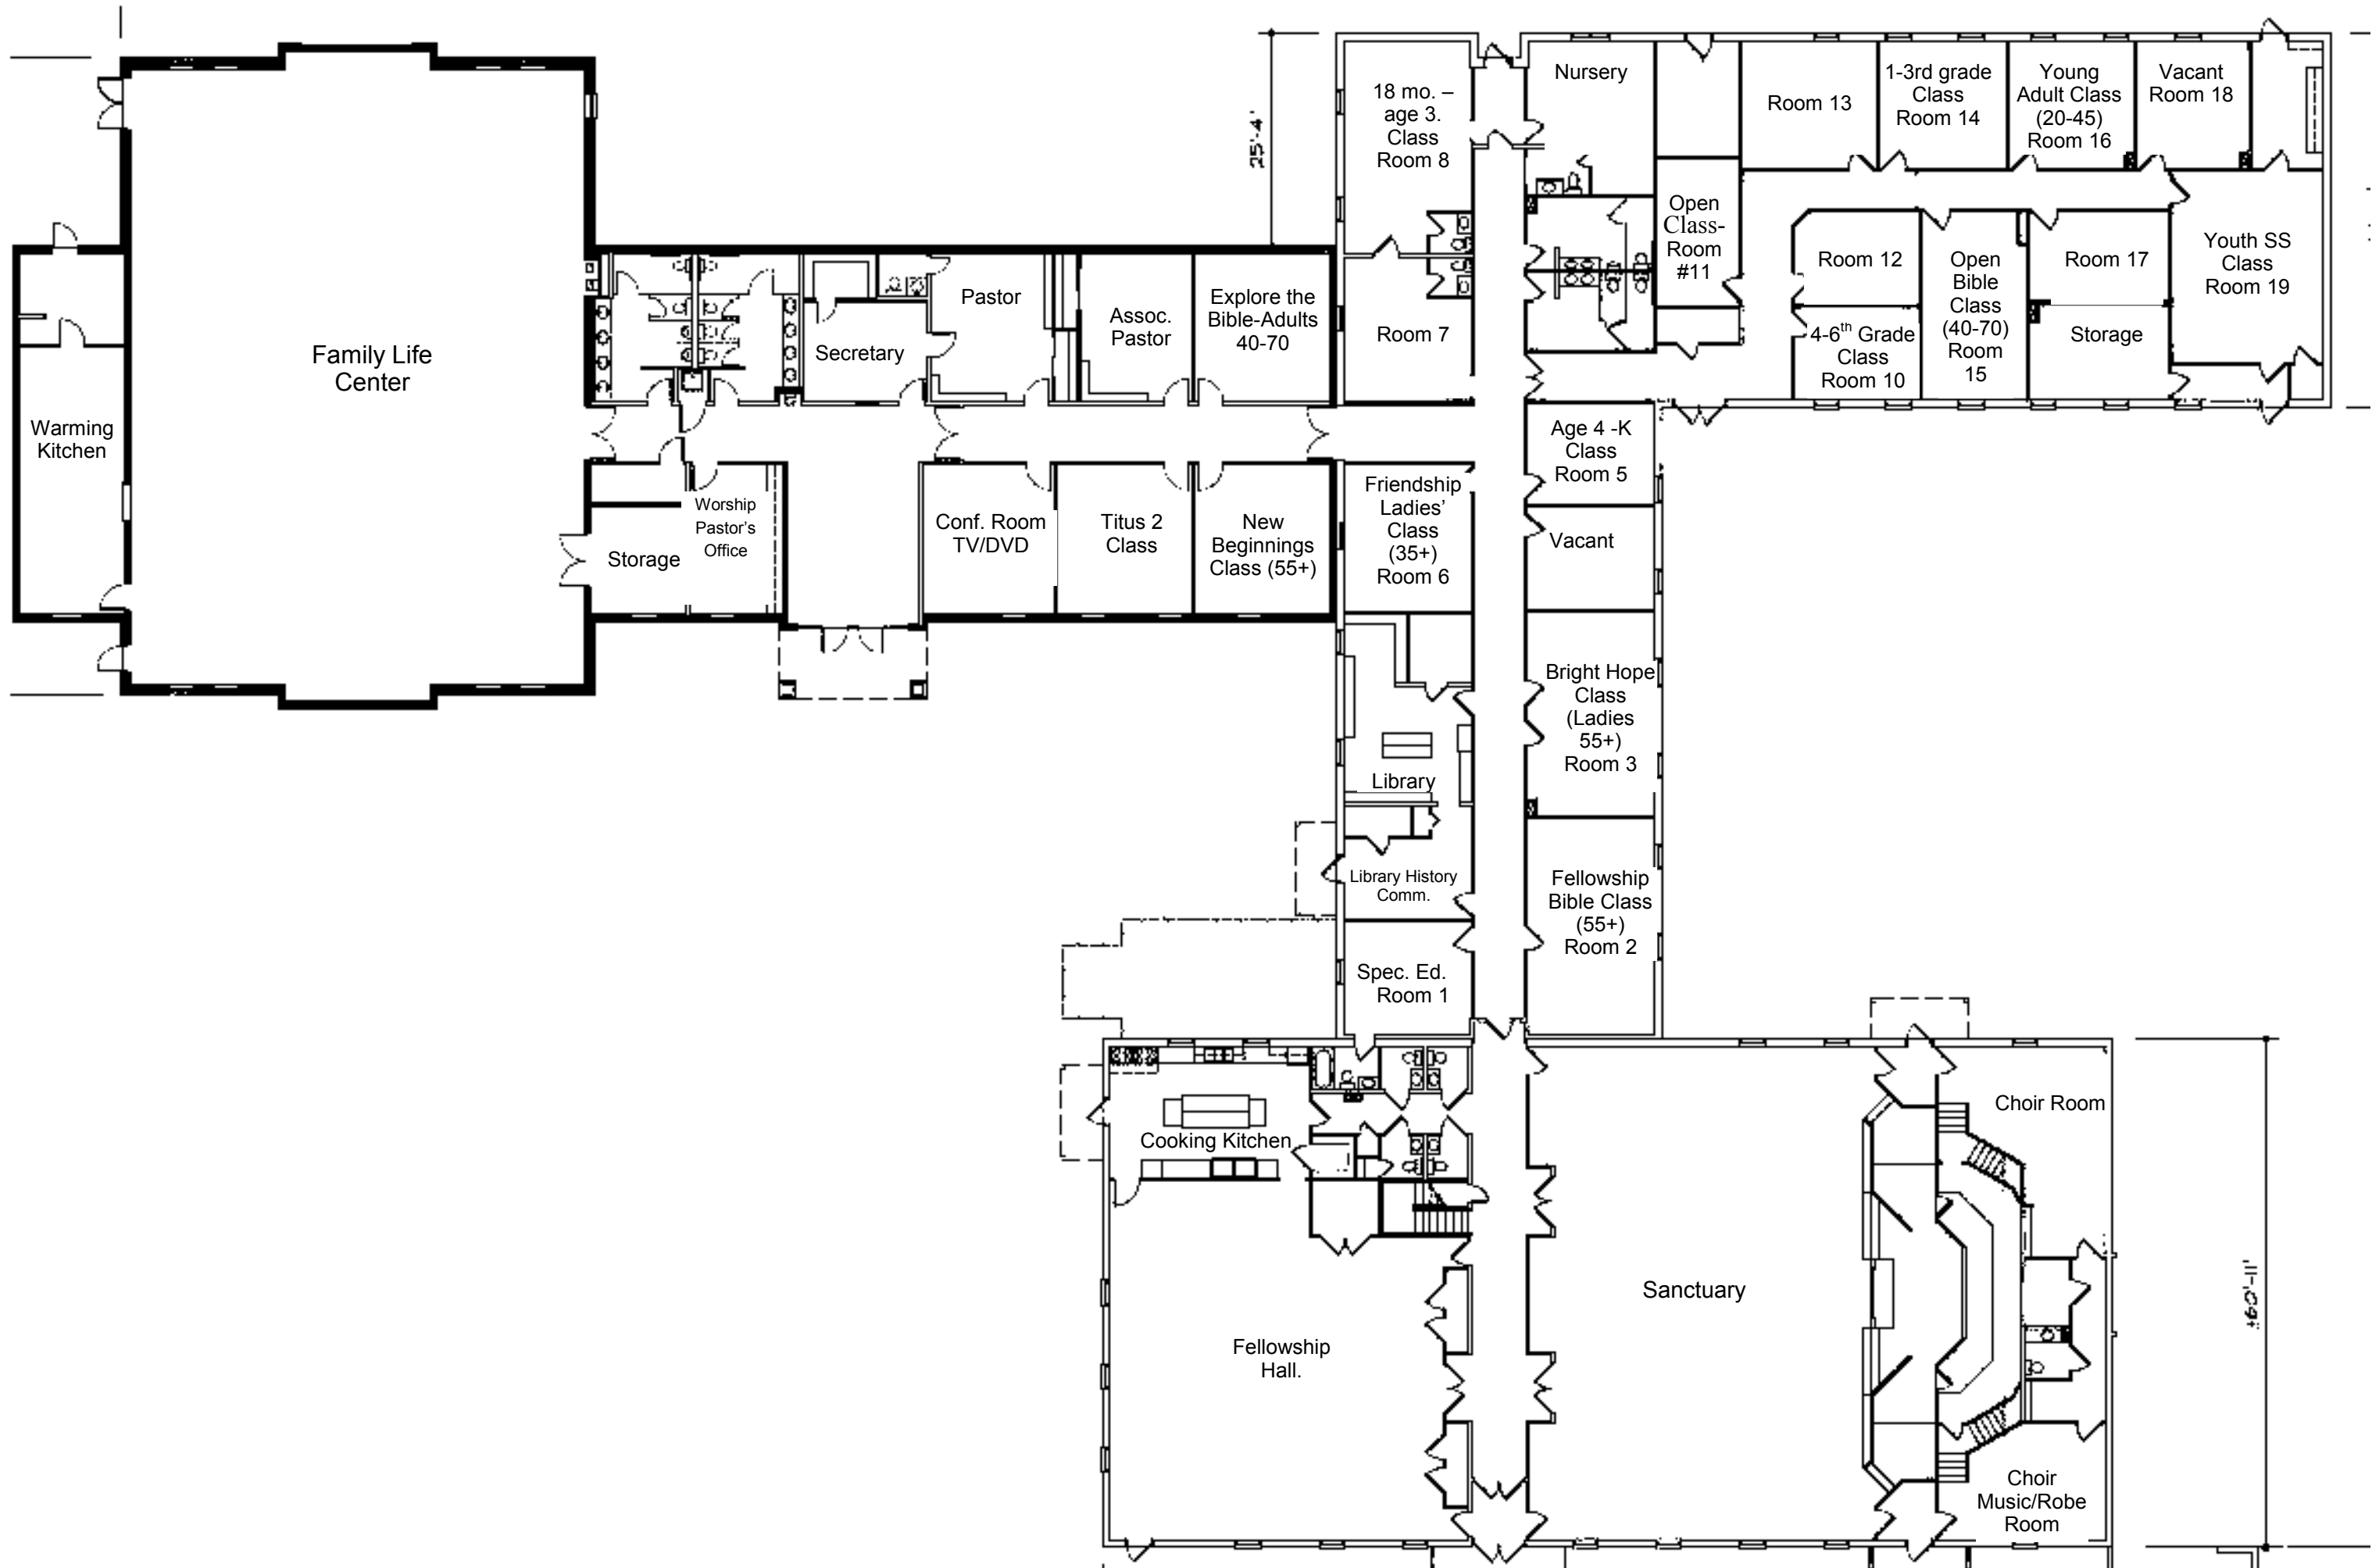 25'-4'
18 mo. –
age 3.
Class
Room 8
Nursery
Room 13
1-3rd grade
Class
Room 14
Young
Adult Class
(20-45)
Room 16
Vacant
Room 18
Open
Class-
Room
#11
Room 12
4-6th Grade
Class
Room 10
Open
Bible
Class
(40-70)
Room
15
Room 17
Storage
Youth SS
Class
Room 19
Family Life
Center
Warming
Kitchen
Secretary
Pastor
Assoc.
Pastor
Explore the
Bible-Adults
40-70
Room 7
Storage
Worship
Pastor's
Office
Conf. Room
TV/DVD
Titus 2
Class
New
Beginnings
Class (55+)
Friendship
Ladies'
Class
(35+)
Room 6
Age 4 -K
Class
Room 5
Vacant
Bright Hope
Class
(Ladies
55+)
Room 3
Library
Library History
Comm.
Fellowship
Bible Class
(55+)
Room 2
Spec. Ed.
Room 1
Cooking Kitchen
Fellowship
Hall.
Sanctuary
Choir Room
Choir
Music/Robe
Room